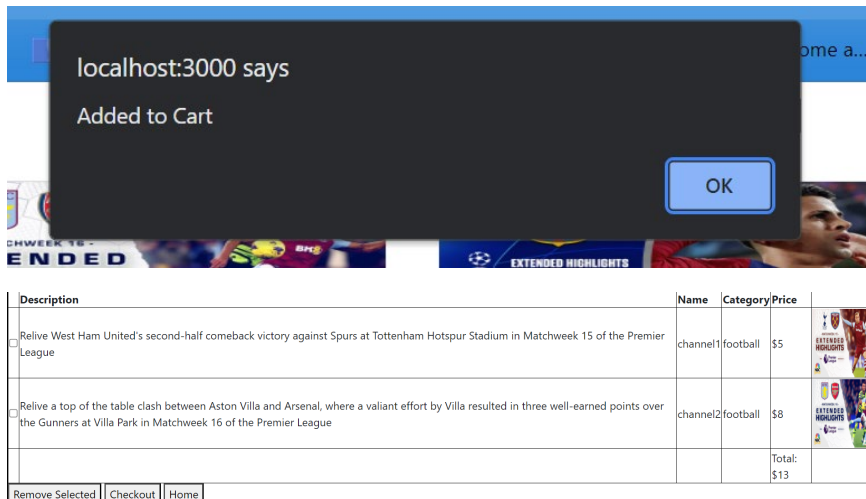 ome a...
localhost:3000 says
Added to Cart
OK
CHWEEK 16 -
ENDED
EXTENDED HIGHLIGHTS
Description Name Category Price
Relive West Ham United's second-half comeback victory against Spurs at Tottenham Hotspur Stadium in Matchweek 15 of the Premier
League
channel1 football $5
EXTENDED
HIGHLIGHTS
Relive a top of the table clash between Aston Villa and Arsenal, where a valiant effort by Villa resulted in three well-earned points over
the Gunners at Villa Park in Matchweek 16 of the Premier League
channel2 football $8
EXTENDED
HIGHLIGHTS
Total:
$13
Remove Selected Checkout Home